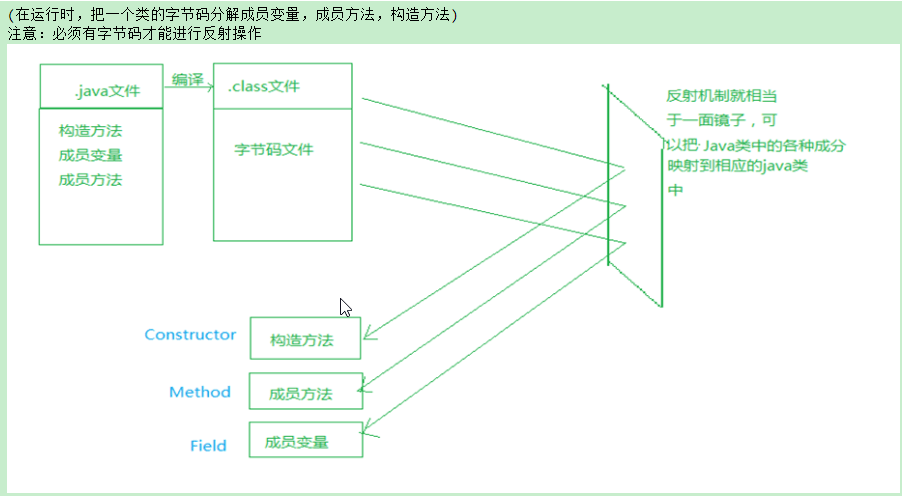 (在运行时，把一个类的字节码分解成员变量，成员方法，构造方法)
注意：必须有字节码才能进行反射操作
.java文件
编译
.class文件
构造方法
成员变量
成员方法
字节码文件
反射机制就相当
于一面镜子，可
以把: Java类中的各种成分
映射到相应的java类
中
Constructor
构造方法
Method
成员方法
Field
成员变量